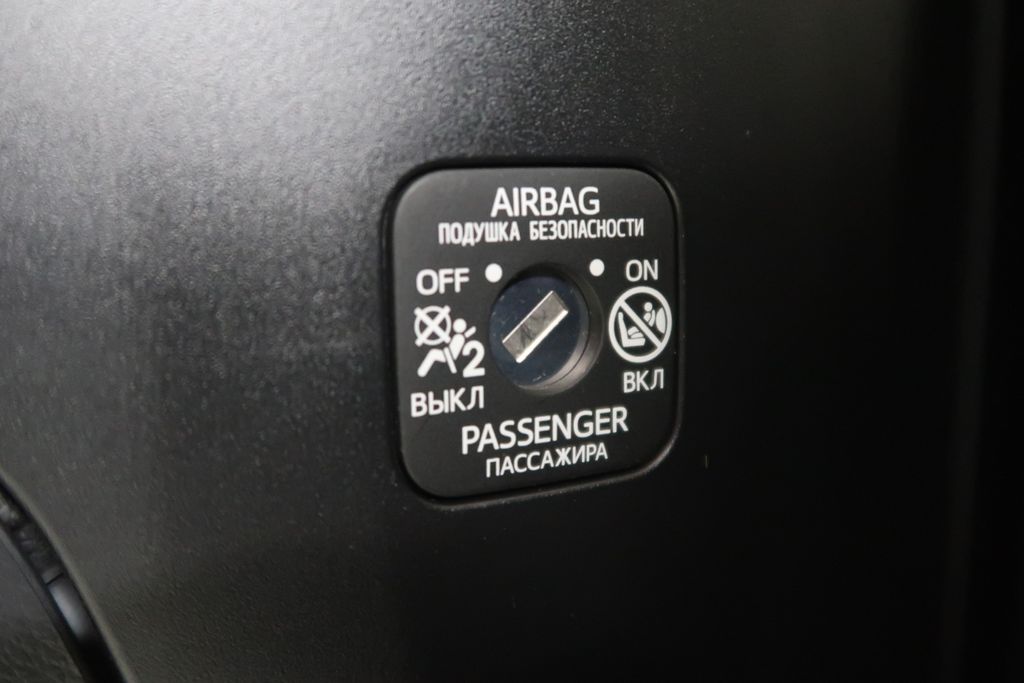 AIRBAG
ПОДУШКА БЕЗОПАСНОСТИ
OFF
ON
2
ВЫКЛ
ВКЛ
PASSENGER
ПАССАЖИРА